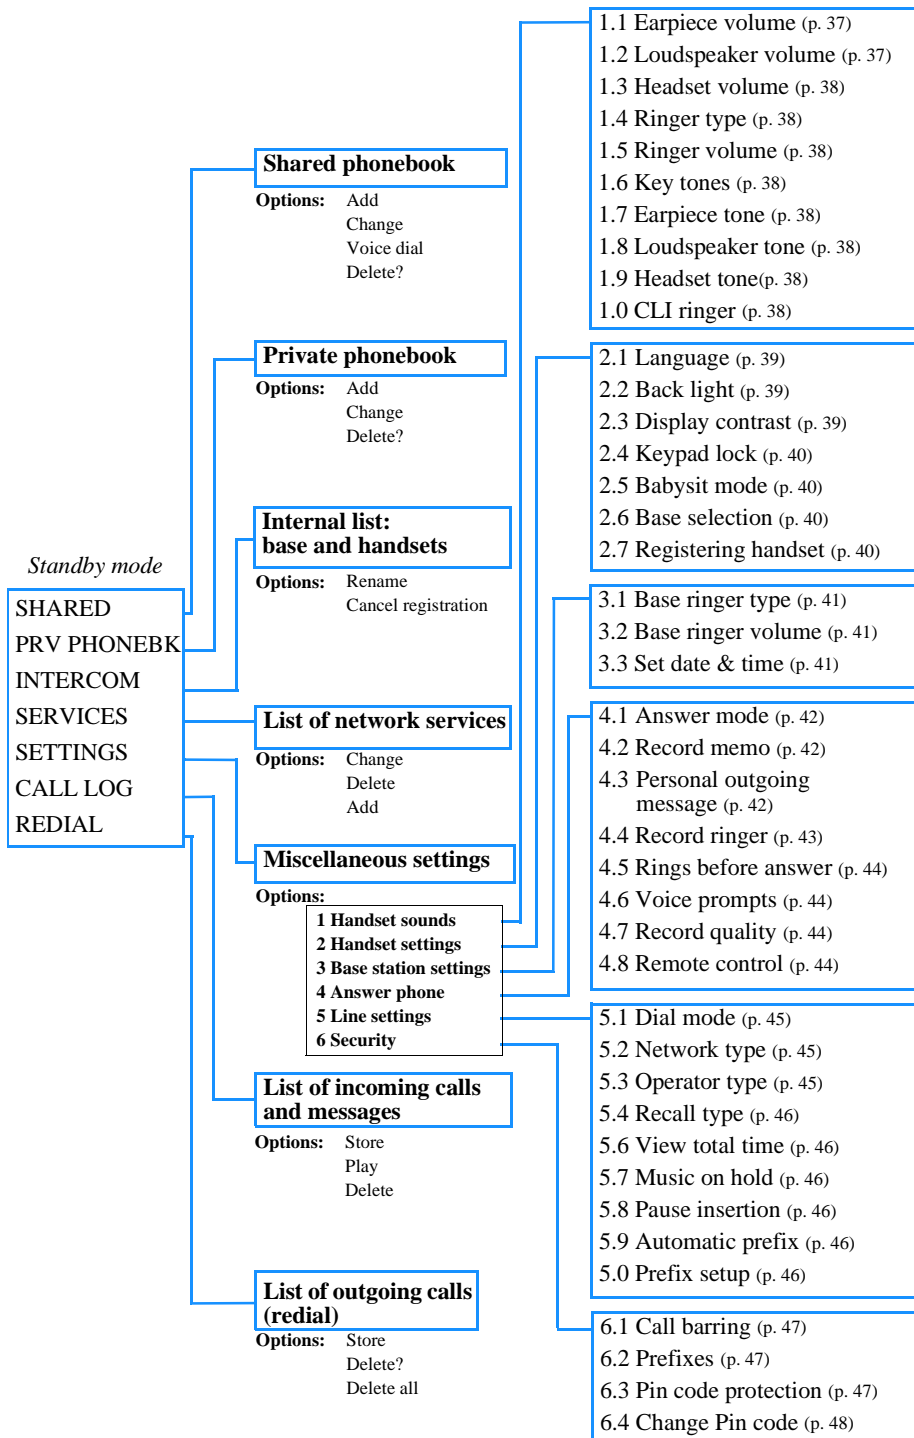 Standby mode
SHARED
PRV PHONEBK
INTERCOM
SERVICES
SETTINGS
CALL LOG
REDIAL
Shared phonebook
Options: Add
Change
Voice dial
Delete?
Private phonebook
Options: Add
Change
Delete?
Internal list:
base and handsets
Options: Rename
Cancel registration
List of network services
Options: Change
Delete
Add
Miscellaneous settings
Options:
1 Handset sounds
2 Handset settings
3 Base station settings
4 Answer phone
5 Line settings
6 Security
List of incoming calls
and messages
Options: Store
Play
Delete
List of outgoing calls
(redial)
Options: Store
Delete?
Delete all
1.1 Earpiece volume (p. 37)
1.2 Loudspeaker volume (p. 37)
1.3 Headset volume (p. 38)
1.4 Ringer type (p. 38)
1.5 Ringer volume (p. 38)
1.6 Key tones (p. 38)
1.7 Earpiece tone (p. 38)
1.8 Loudspeaker tone (p. 38)
1.9 Headset tone(p. 38)
1.0 CLI ringer (p. 38)
2.1 Language (p. 39)
2.2 Back light (p. 39)
2.3 Display contrast (p. 39)
2.4 Keypad lock (p. 40)
2.5 Babysit mode (p. 40)
2.6 Base selection (p. 40)
2.7 Registering handset (p. 40)
3.1 Base ringer type (p. 41)
3.2 Base ringer volume (p. 41)
3.3 Set date & time (p. 41)
4.1 Answer mode (p. 42)
4.2 Record memo (p. 42)
4.3 Personal outgoing
message (p. 42)
4.4 Record ringer (p. 43)
4.5 Rings before answer (p. 44)
4.6 Voice prompts (p. 44)
4.7 Record quality (p. 44)
4.8 Remote control (p. 44)
5.1 Dial mode (p. 45)
5.2 Network type (p. 45)
5.3 Operator type (p. 45)
5.4 Recall type (p. 46)
5.6 View total time (p. 46)
5.7 Music on hold (p. 46)
5.8 Pause insertion (p. 46)
5.9 Automatic prefix (p. 46)
5.0 Prefix setup (p. 46)
6.1 Call barring (p. 47)
6.2 Prefixes (p. 47)
6.3 Pin code protection (p. 47)
6.4 Change Pin code (p. 48)